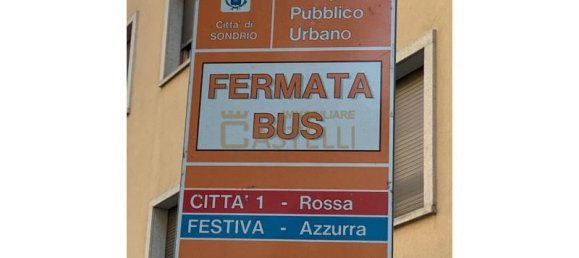 Città di
SONDRIO
Pubblico
Urbano
FERMATA
BUS
IMMOBILIARE
CASTELLI
CITTA' 1 - Rossa
FESTIVA - Azzurra